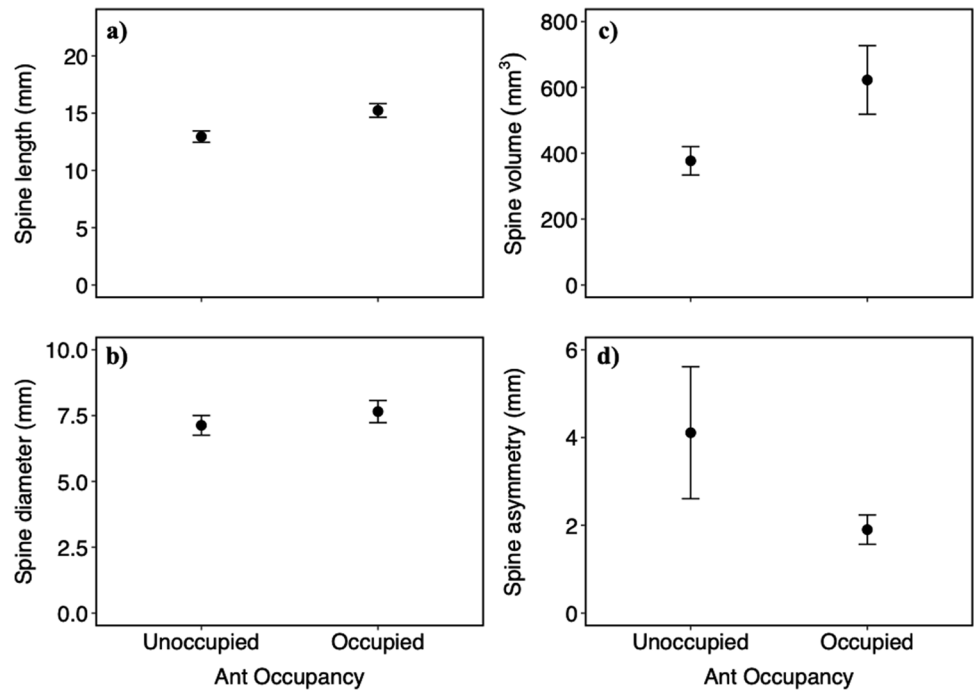 a)
Spine length (mm)
20
15
10
5
0
c)
Spine volume (mm³)
800
600
400
200
0
b)
Spine diameter (mm)
10.0
7.5
5.0
2.5
0.0
Unoccupied Occupied
Ant Occupancy
d)
Spine asymmetry (mm)
6
4
2
0
Unoccupied Occupied
Ant Occupancy